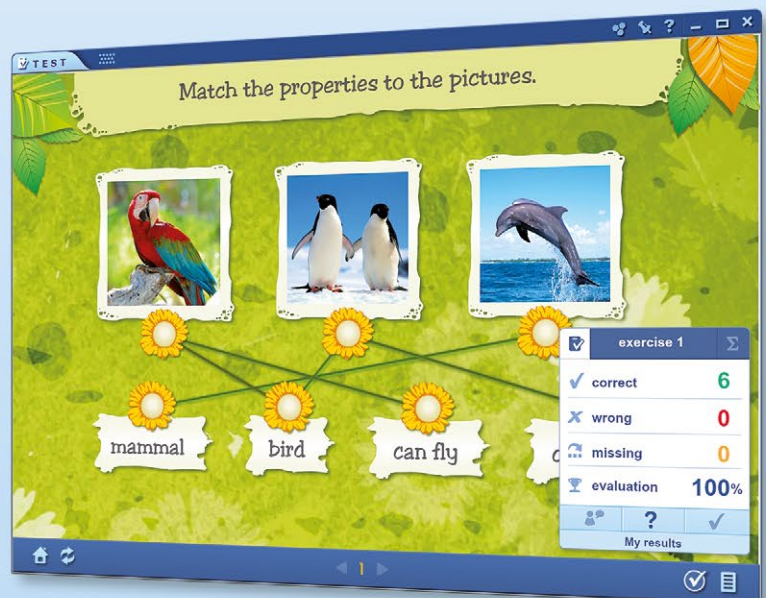 TEST
?
Match the properties to the pictures.
mammal
bird
can fly
exercise 1
Σ
correct 6
wrong 0
missing 0
evaluation 100%
?
My results
1